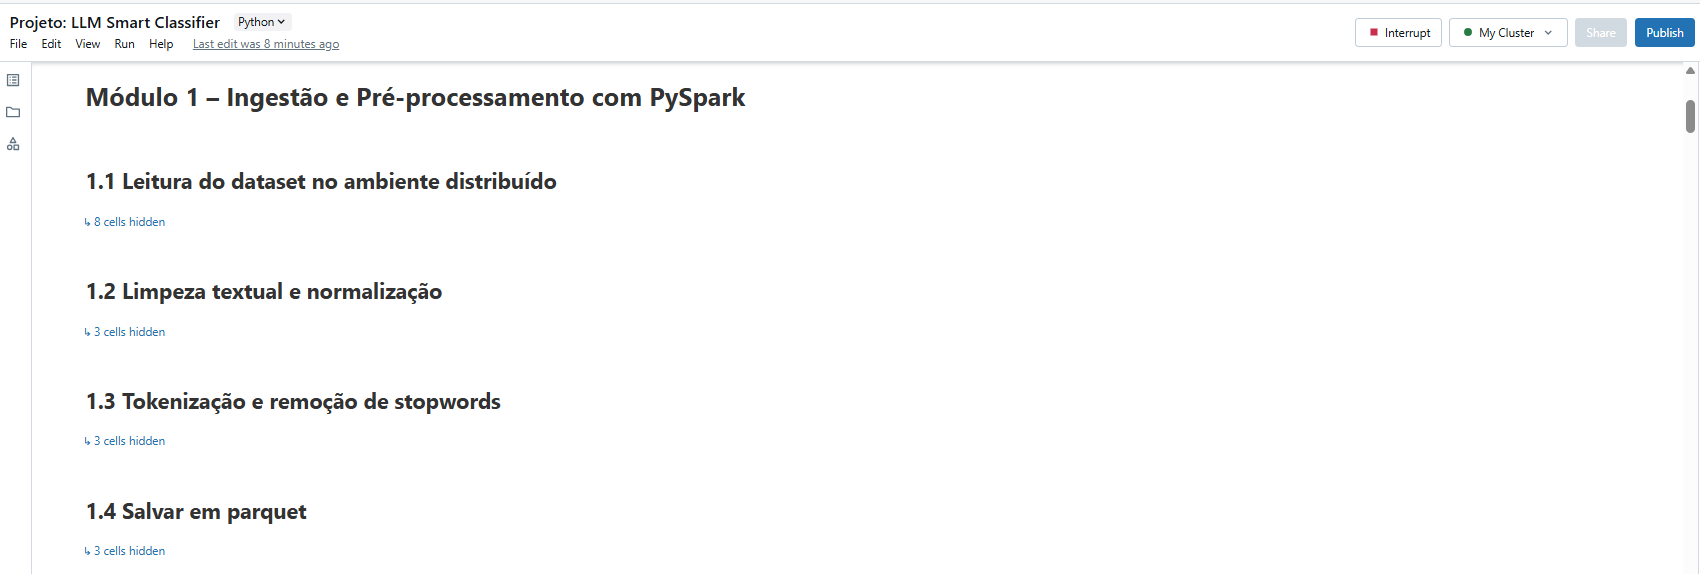 Projeto: LLM Smart Classifier Python
File Edit View Run Help Last edit was 8 minutes ago
Interrupt My Cluster Share Publish
Módulo 1 – Ingestão e Pré-processamento com PySpark
1.1 Leitura do dataset no ambiente distribuído
↳ 8 cells hidden
1.2 Limpeza textual e normalização
↳ 3 cells hidden
1.3 Tokenização e remoção de stopwords
↳ 3 cells hidden
1.4 Salvar em parquet
↳ 3 cells hidden